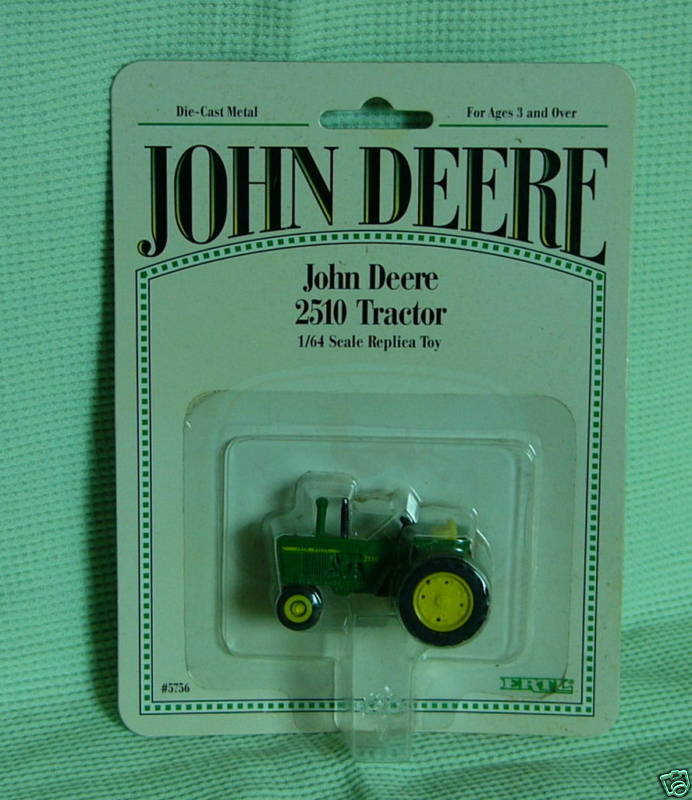 Die-Cast Metal
For Ages 3 and Over
JOHN DEERE
John Deere
2510 Tractor
1/64 Scale Replica Toy
#5756
ERTL